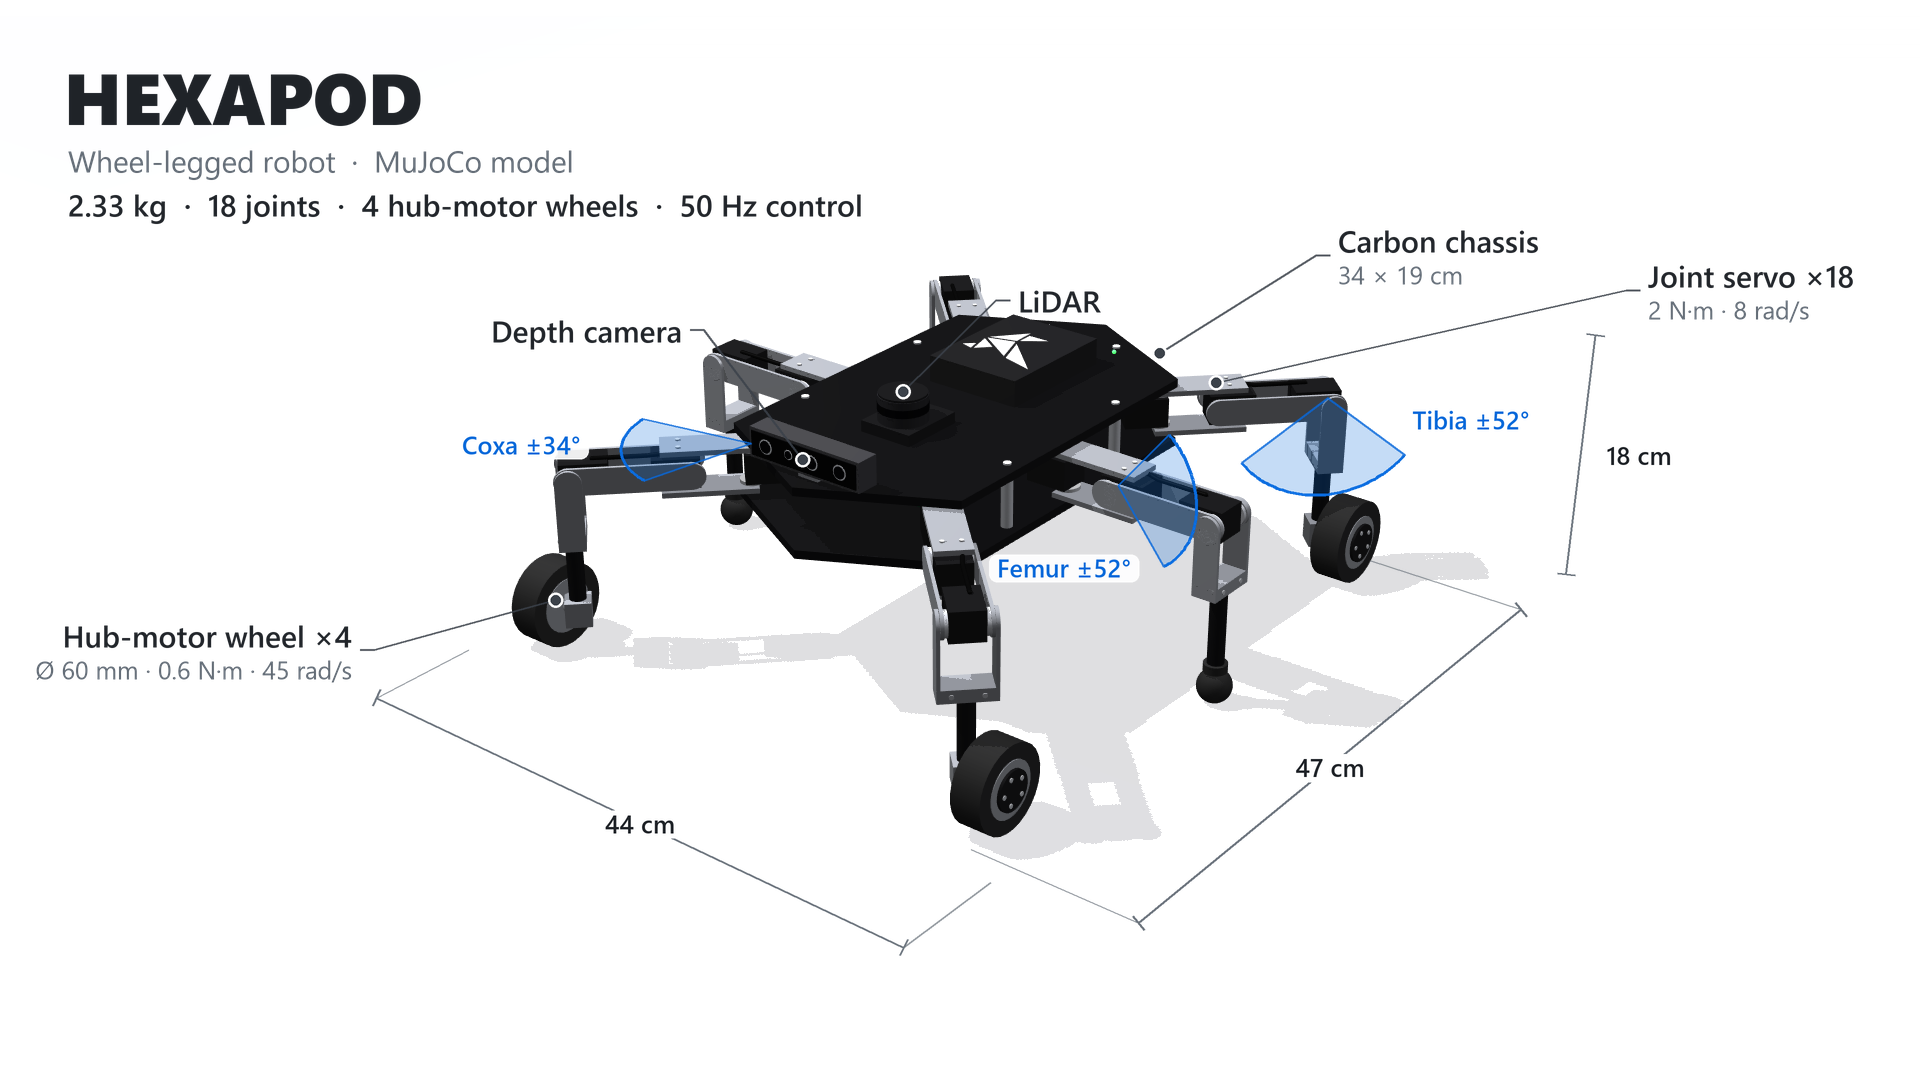 HEXAPOD
Wheel-legged robot · MuJoCo model
2.33 kg · 18 joints · 4 hub-motor wheels · 50 Hz control
Carbon chassis
34 × 19 cm
Joint servo ×18
2 N·m · 8 rad/s
LiDAR
Depth camera
Coxa ±34°
Tibia ±52°
18 cm
Femur ±52°
Hub-motor wheel ×4
Ø 60 mm · 0.6 N·m · 45 rad/s
47 cm
44 cm